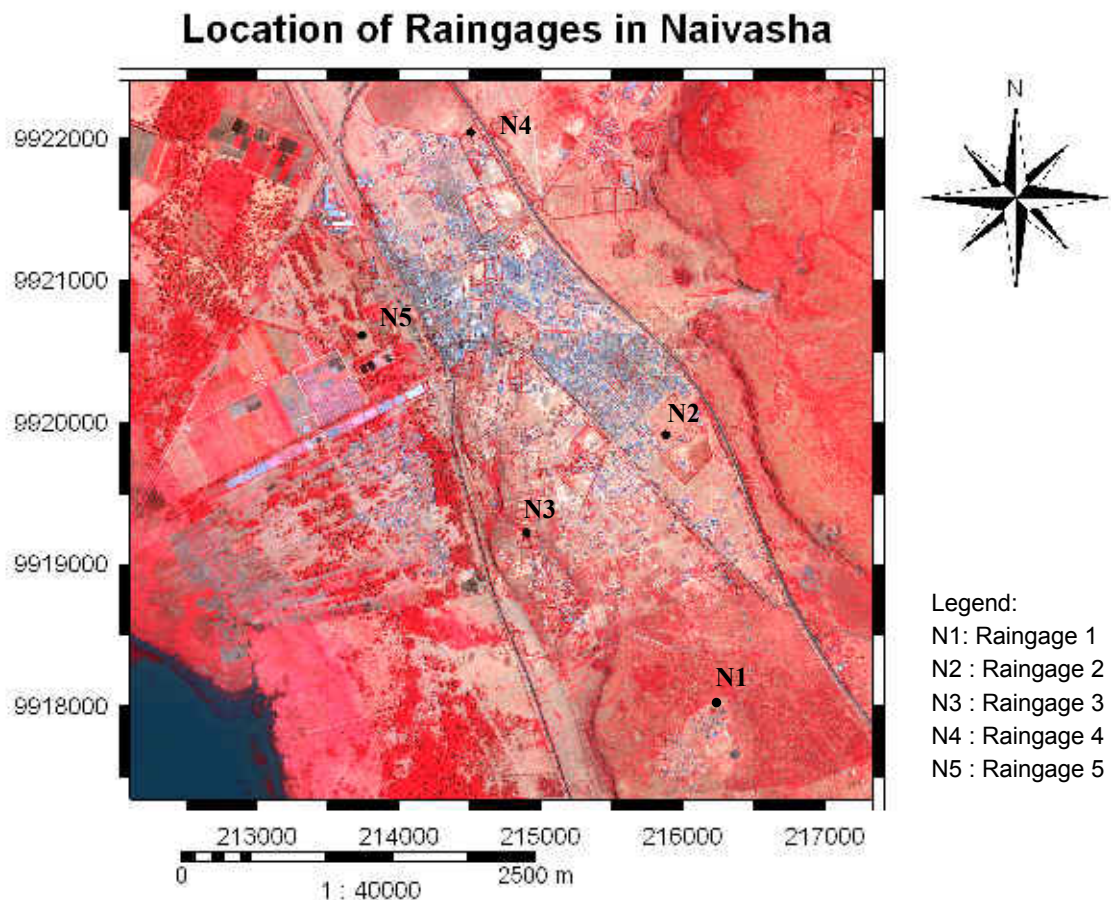 Location of Raingages in Naivasha
N
N4
9922000
9921000
N5
9920000
N2
N3
9919000
Legend:
N1: Raingage 1
N2 : Raingage 2
N3 : Raingage 3
N4 : Raingage 4
N5 : Raingage 5
N1
9918000
213000 214000 215000 216000 217000
0 2500 m
1 : 40000